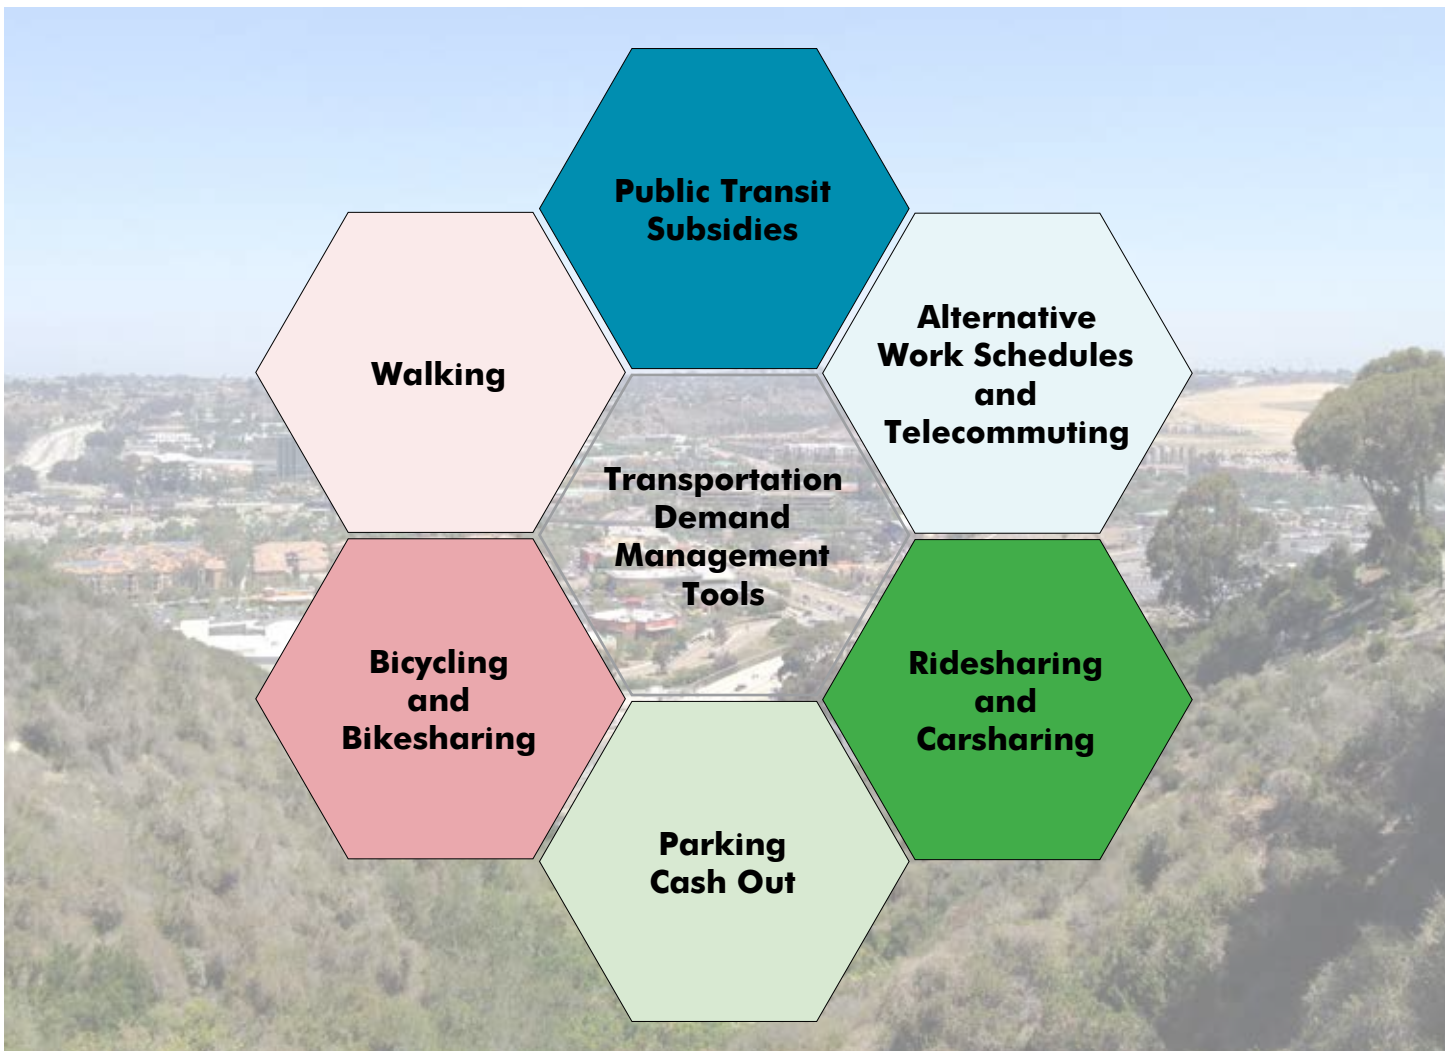 Public Transit
Subsidies
Alternative
Work Schedules
and
Telecommuting
Walking
Transportation
Demand
Management
Tools
Bicycling
and
Bikesharing
Ridesharing
and
Carsharing
Parking
Cash Out